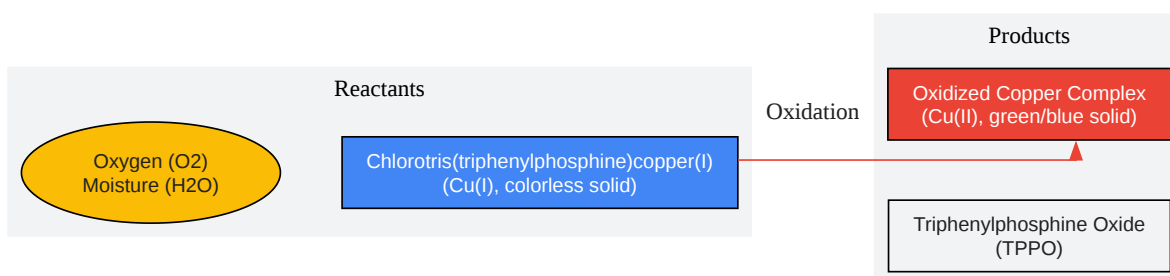 Reactants
Oxygen (O2)
Moisture (H2O)
Chlorotris(triphenylphosphine)copper(I)
(Cu(I), colorless solid)
Oxidation
Products
Oxidized Copper Complex
(Cu(II), green/blue solid)
Triphenylphosphine Oxide
(TPPO)